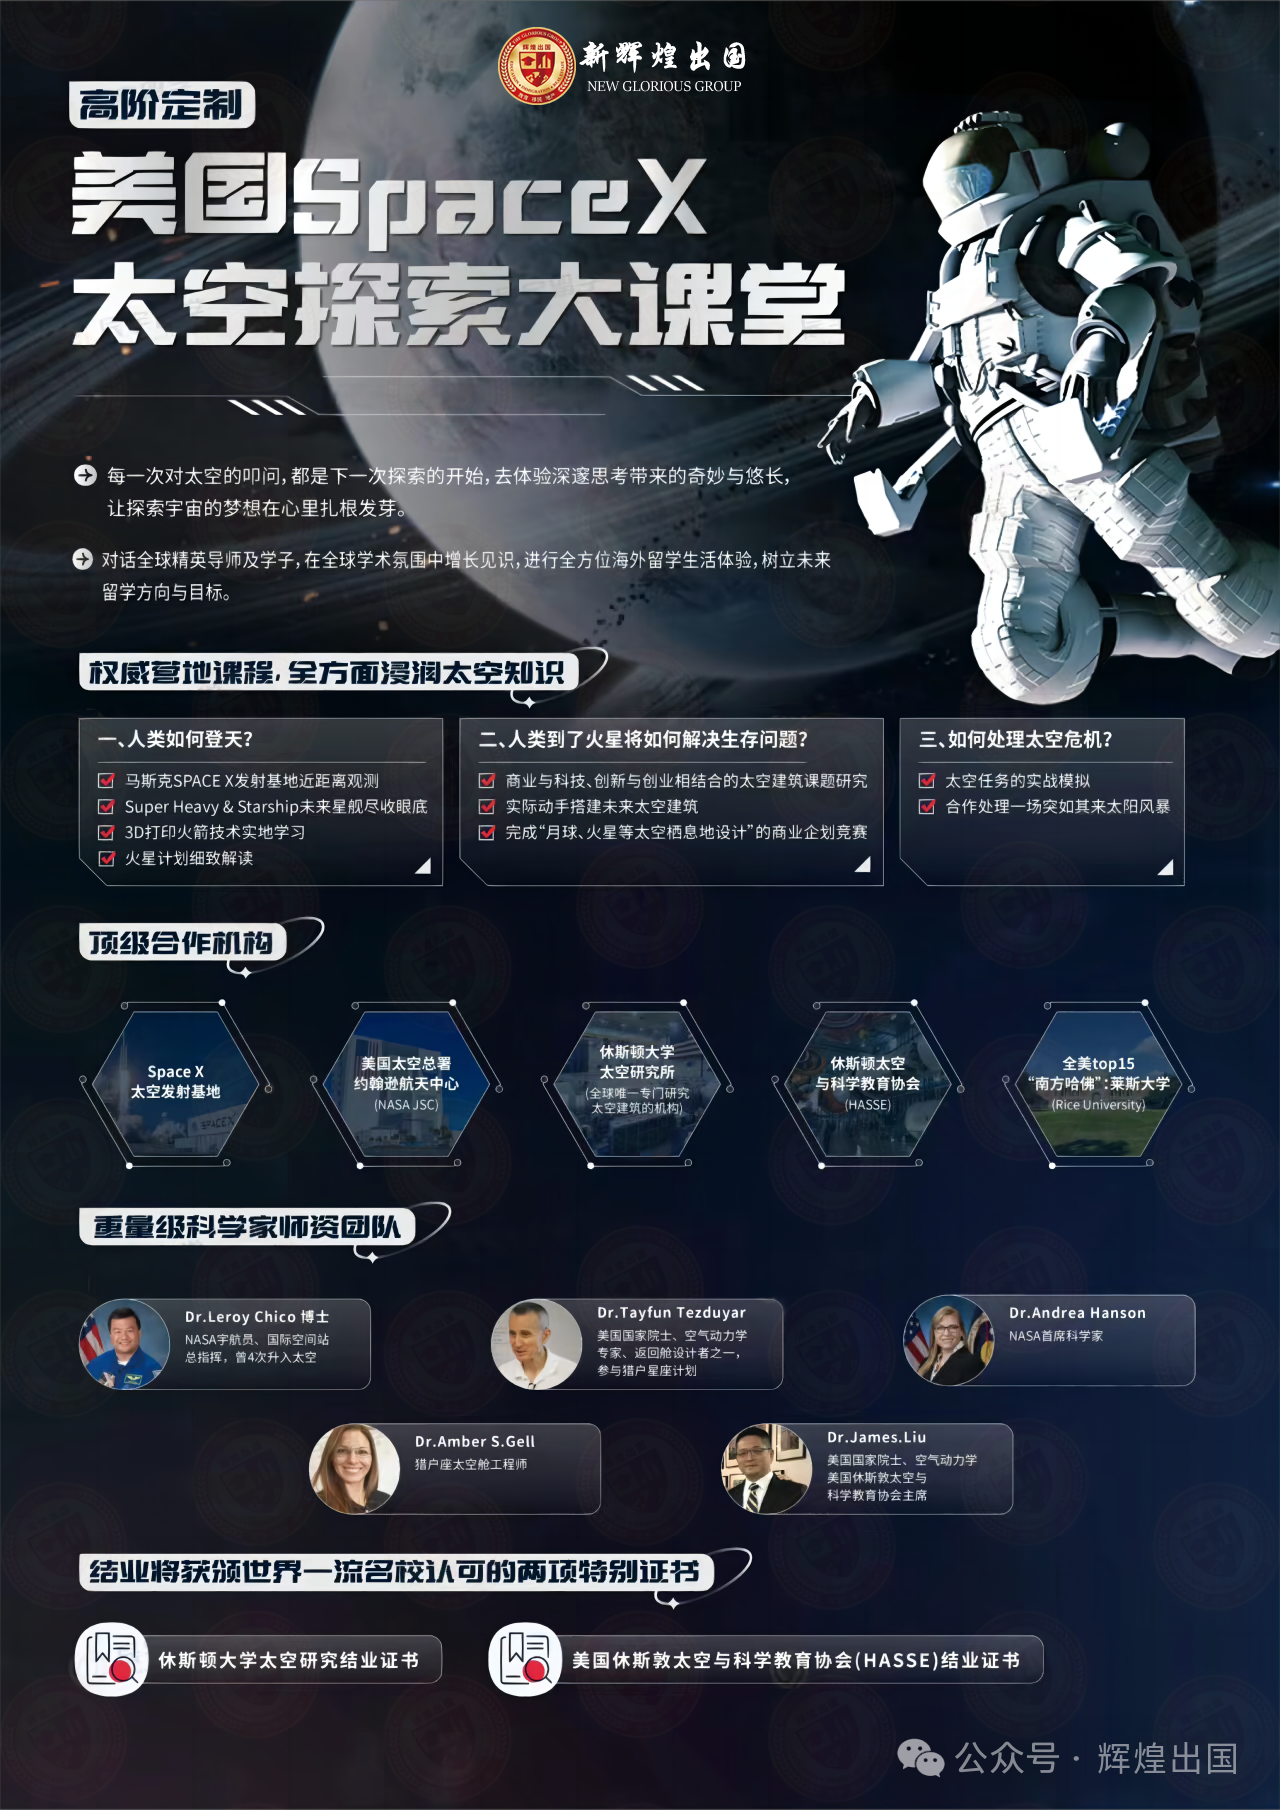 辉煌出国
新辉煌出国
NEW GLORIOUS GROUP
高阶定制
美国SpaceX
太空探索大课堂
每一次对太空的叩问，都是下一次探索的开始，去体验深邃思考带来的奇妙与悠长，
让探索宇宙的梦想在心里扎根发芽。
对话全球精英导师及学子，在全球学术氛围中增长见识，进行全方位海外留学生活体验，树立未来
留学方向与目标。
权威营地课程，全方面浸润太空知识
一、人类如何登天？
马斯克SPACE X发射基地近距离观测
Super Heavy & Starship未来星舰尽收眼底
3D打印火箭技术实地学习
火星计划细致解读
二、人类到了火星将如何解决生存问题？
商业与科技、创新与创业相结合的太空建筑课题研究
实际动手搭建未来太空建筑
完成“月球、火星等太空栖息地设计”的商业企划竞赛
三、如何处理太空危机？
太空任务的实战模拟
合作处理一场突如其来太阳风暴
顶级合作机构
Space X
太空发射基地
SPACEX
美国太空总署
约翰逊航天中心
(NASA JSC)
休斯顿大学
太空研究所
(全球唯一专门研究
太空建筑的机构)
休斯顿太空
与科学教育协会
(HASSE)
全美top15
“南方哈佛”：莱斯大学
(Rice University)
重量级科学家师资团队
Dr.Leroy Chico 博士
NASA宇航员、国际空间站
总指挥，曾4次升入太空
Dr.Tayfun Tezduyar
美国国家院士、空气动力学
专家、返回舱设计者之一，
参与猎户星座计划
Dr.Andrea Hanson
NASA首席科学家
Dr.Amber S.Gell
猎户座太空舱工程师
Dr.James.Liu
美国国家院士、空气动力学
美国休斯敦太空与
科学教育协会主席
结业将获颁世界一流名校认可的两项特别证书
休斯顿大学太空研究结业证书
美国休斯敦太空与科学教育协会(HASSE)结业证书
公众号 · 辉煌出国